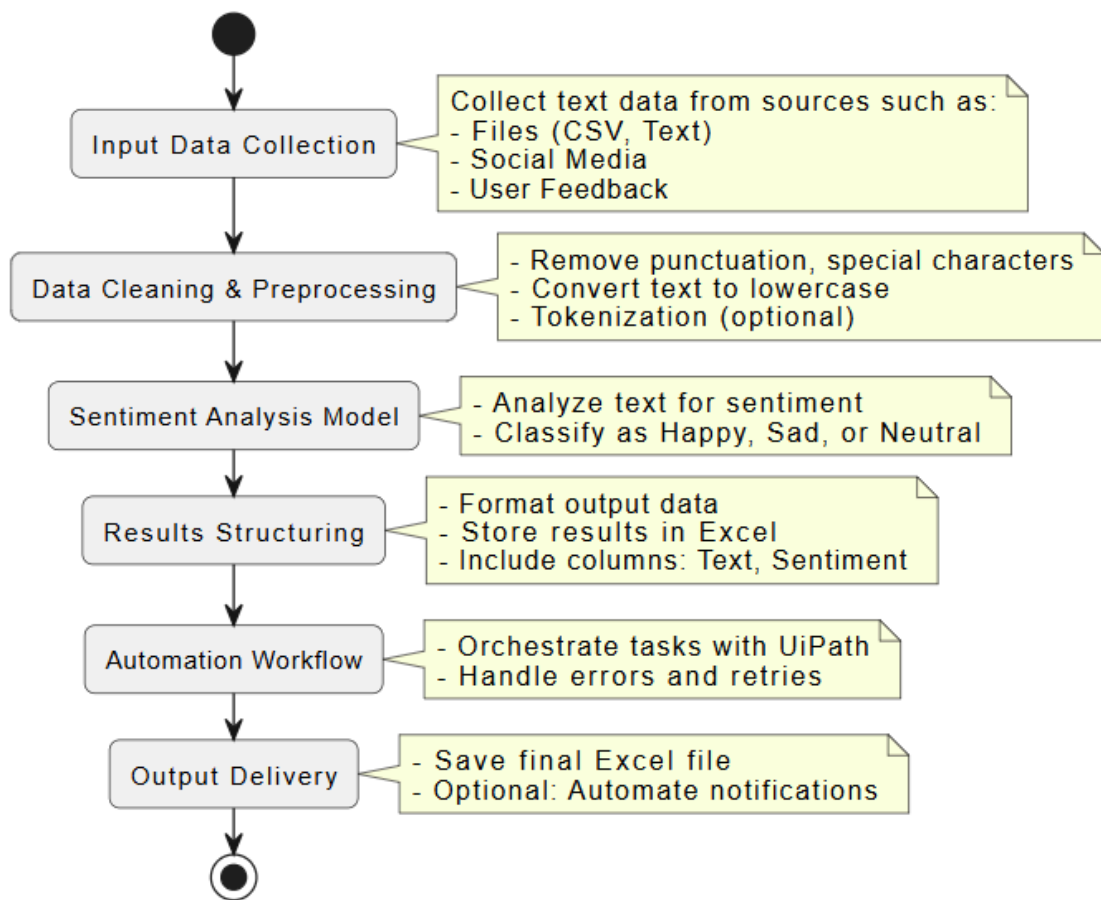 Input Data Collection
Collect text data from sources such as:
- Files (CSV, Text)
- Social Media
- User Feedback
Data Cleaning & Preprocessing
- Remove punctuation, special characters
- Convert text to lowercase
- Tokenization (optional)
Sentiment Analysis Model
- Analyze text for sentiment
- Classify as Happy, Sad, or Neutral
Results Structuring
- Format output data
- Store results in Excel
- Include columns: Text, Sentiment
Automation Workflow
- Orchestrate tasks with UiPath
- Handle errors and retries
Output Delivery
- Save final Excel file
- Optional: Automate notifications